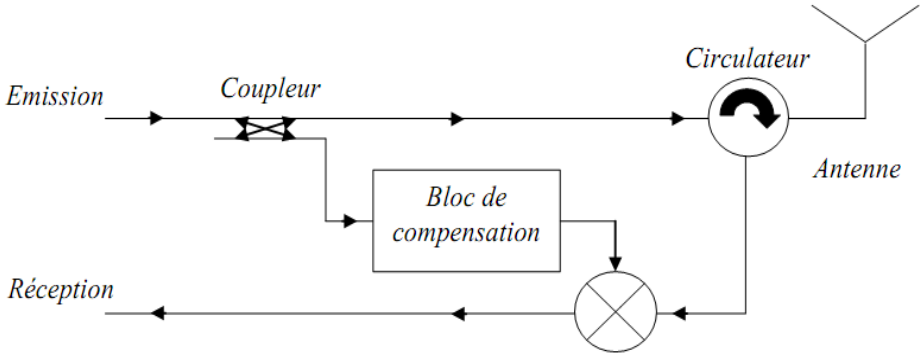 Circulateur
Coupleur
Emission
Antenne
Bloc de
compensation
Réception